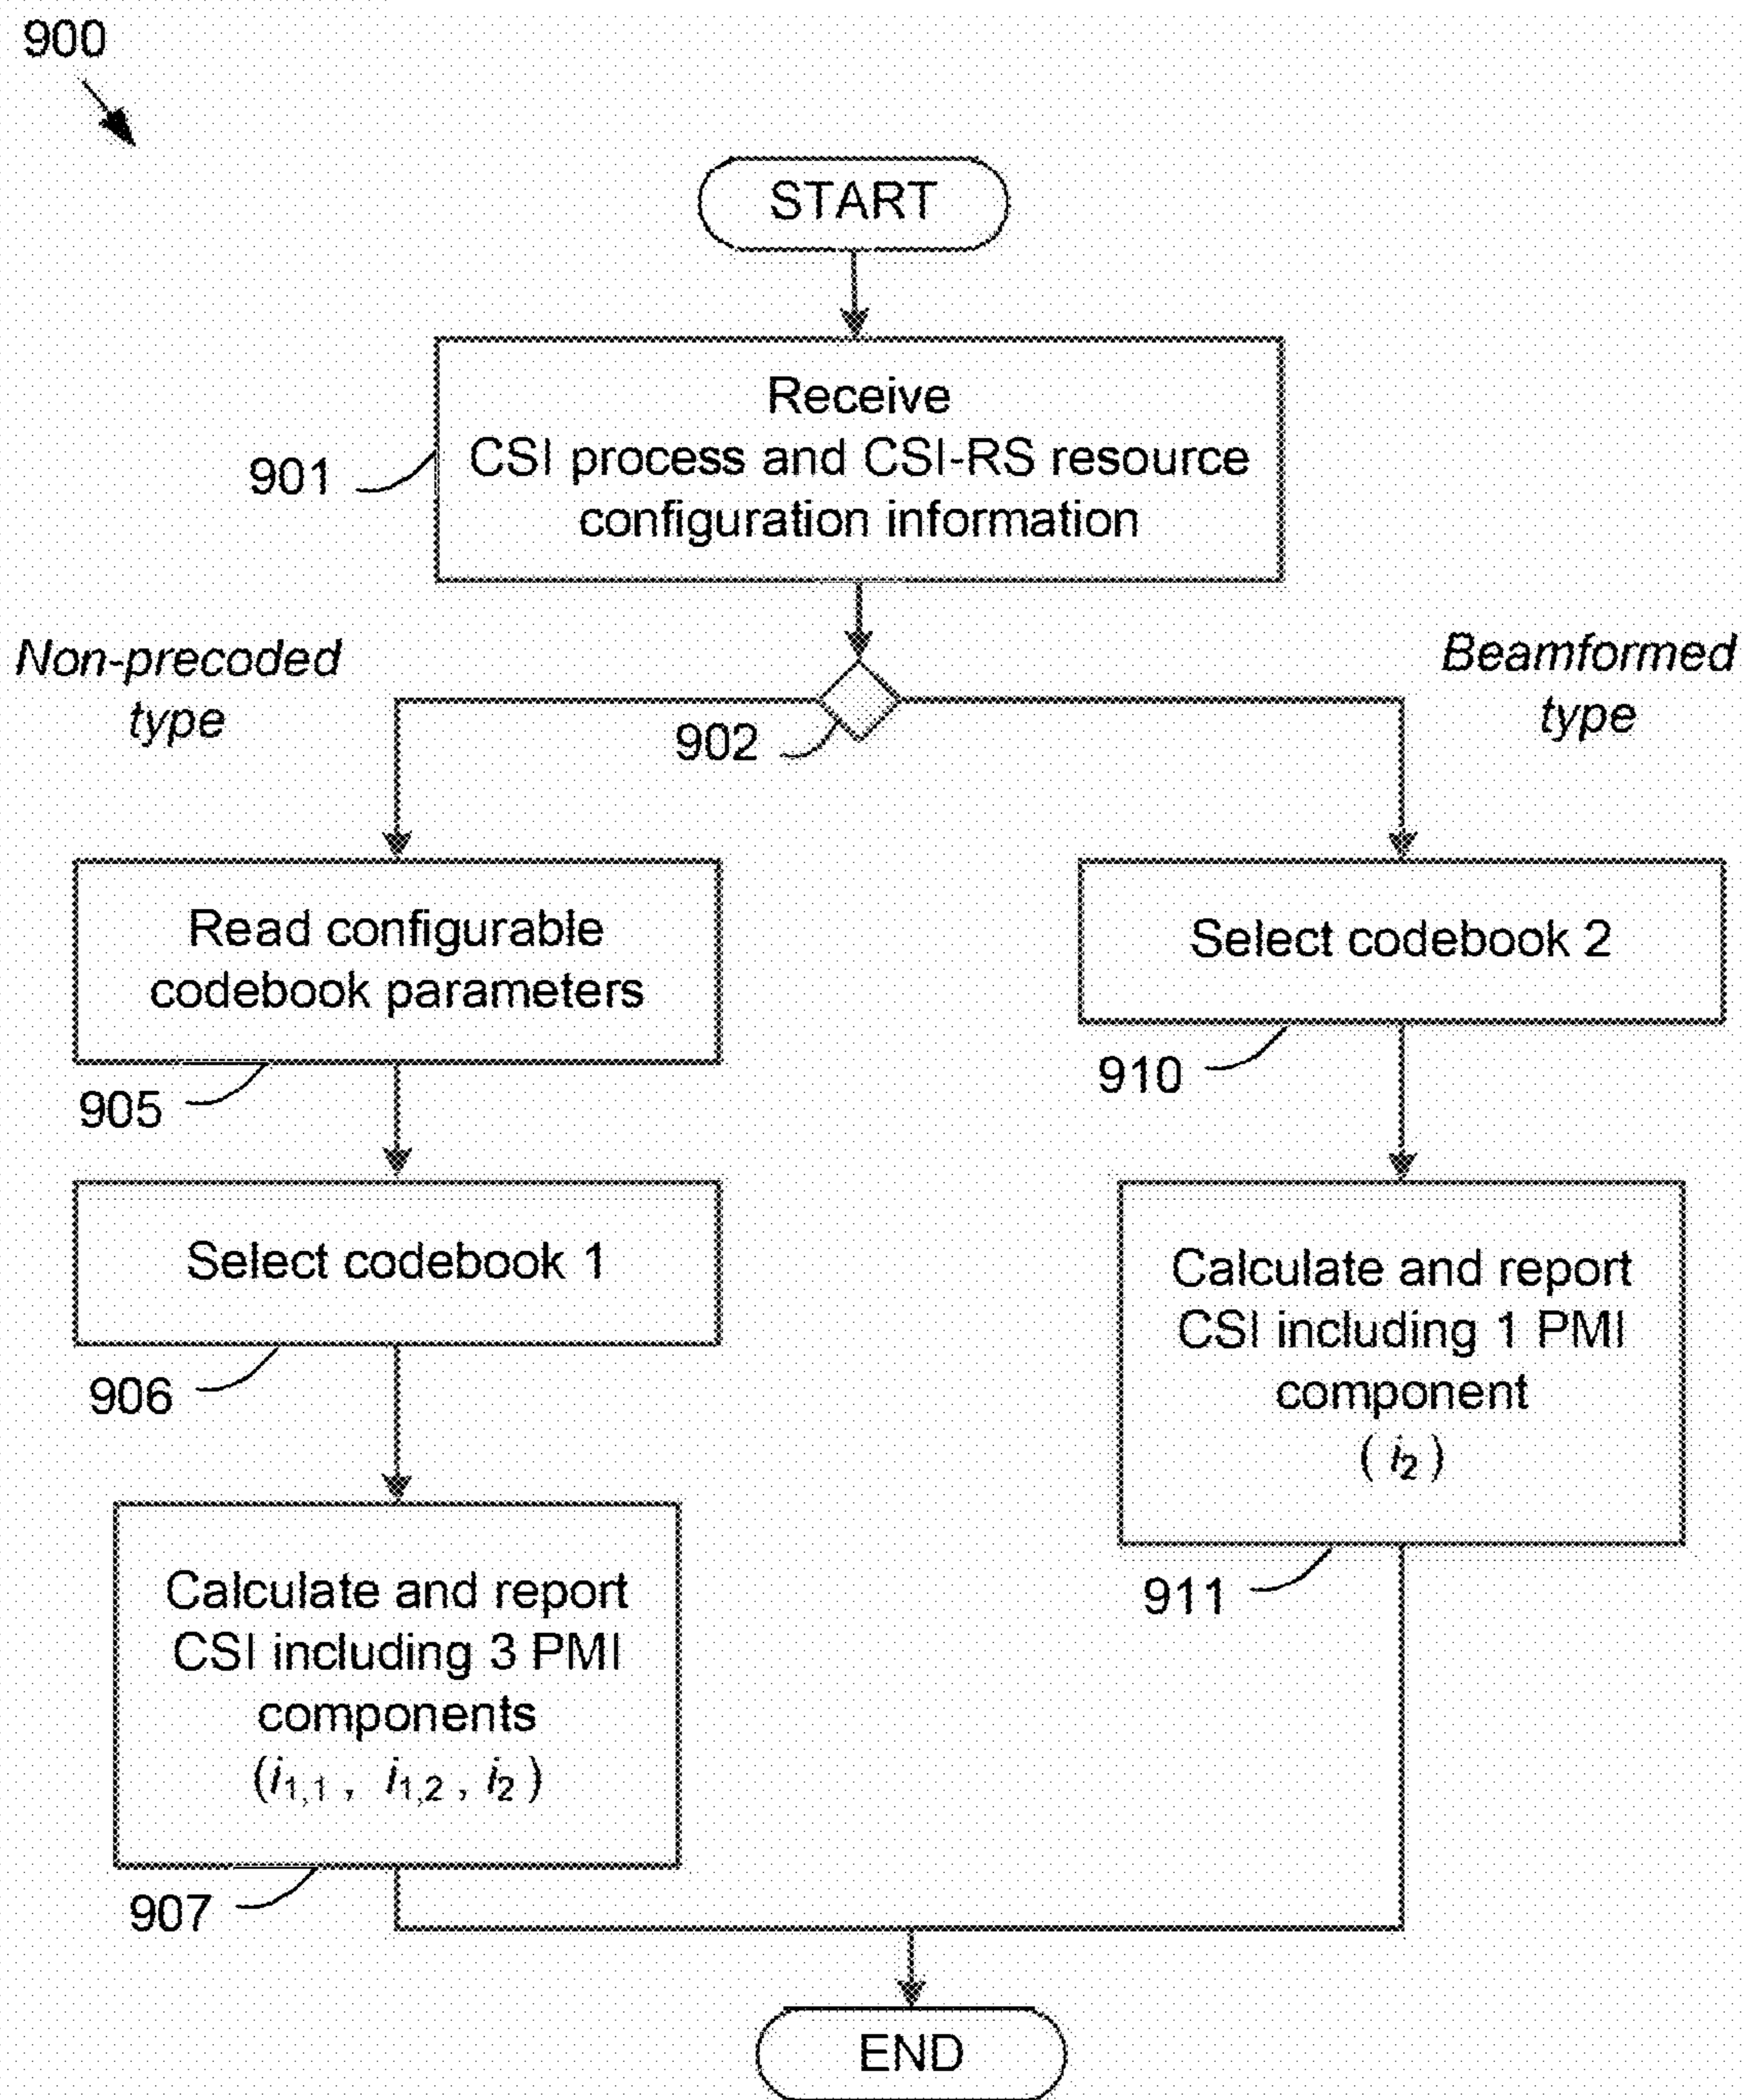 900
START
Receive
CSI process and CSI-RS resource
configuration information
901
Non-precoded
type
Beamformed
type
902
Read configurable
codebook parameters
905
Select codebook 1
906
Calculate and report
CSI including 3 PMI
components
(i1,1 , i1,2 , i2 )
907
Select codebook 2
910
Calculate and report
CSI including 1 PMI
component
( i2 )
911
END